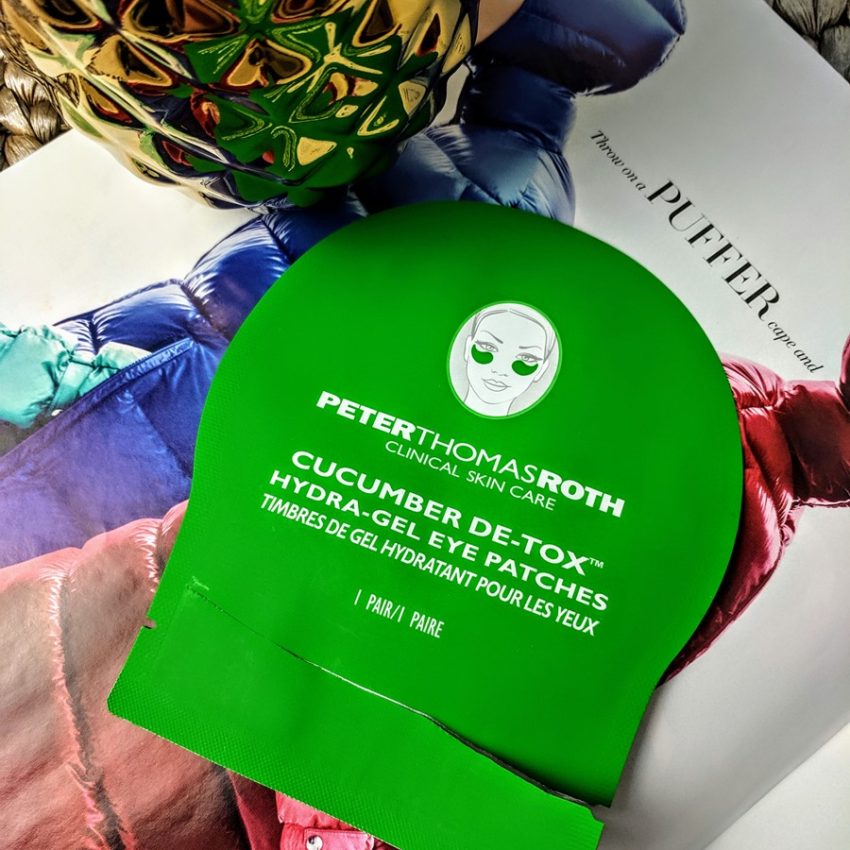 Throw on a
PUFFER
cape and
PETERTHOMASROTH
CLINICAL SKIN CARE
CUCUMBER DE-TOX™
HYDRA-GEL EYE PATCHES
TIMBRES DE GEL HYDRATANT POUR LES YEUX
1 PAIR/1 PAIRE